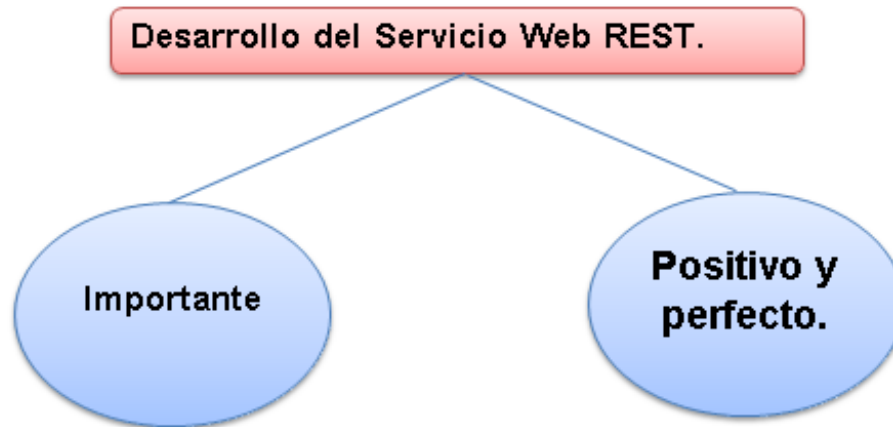 Desarrollo del Servicio Web REST.
Importante
Positivo y
perfecto.